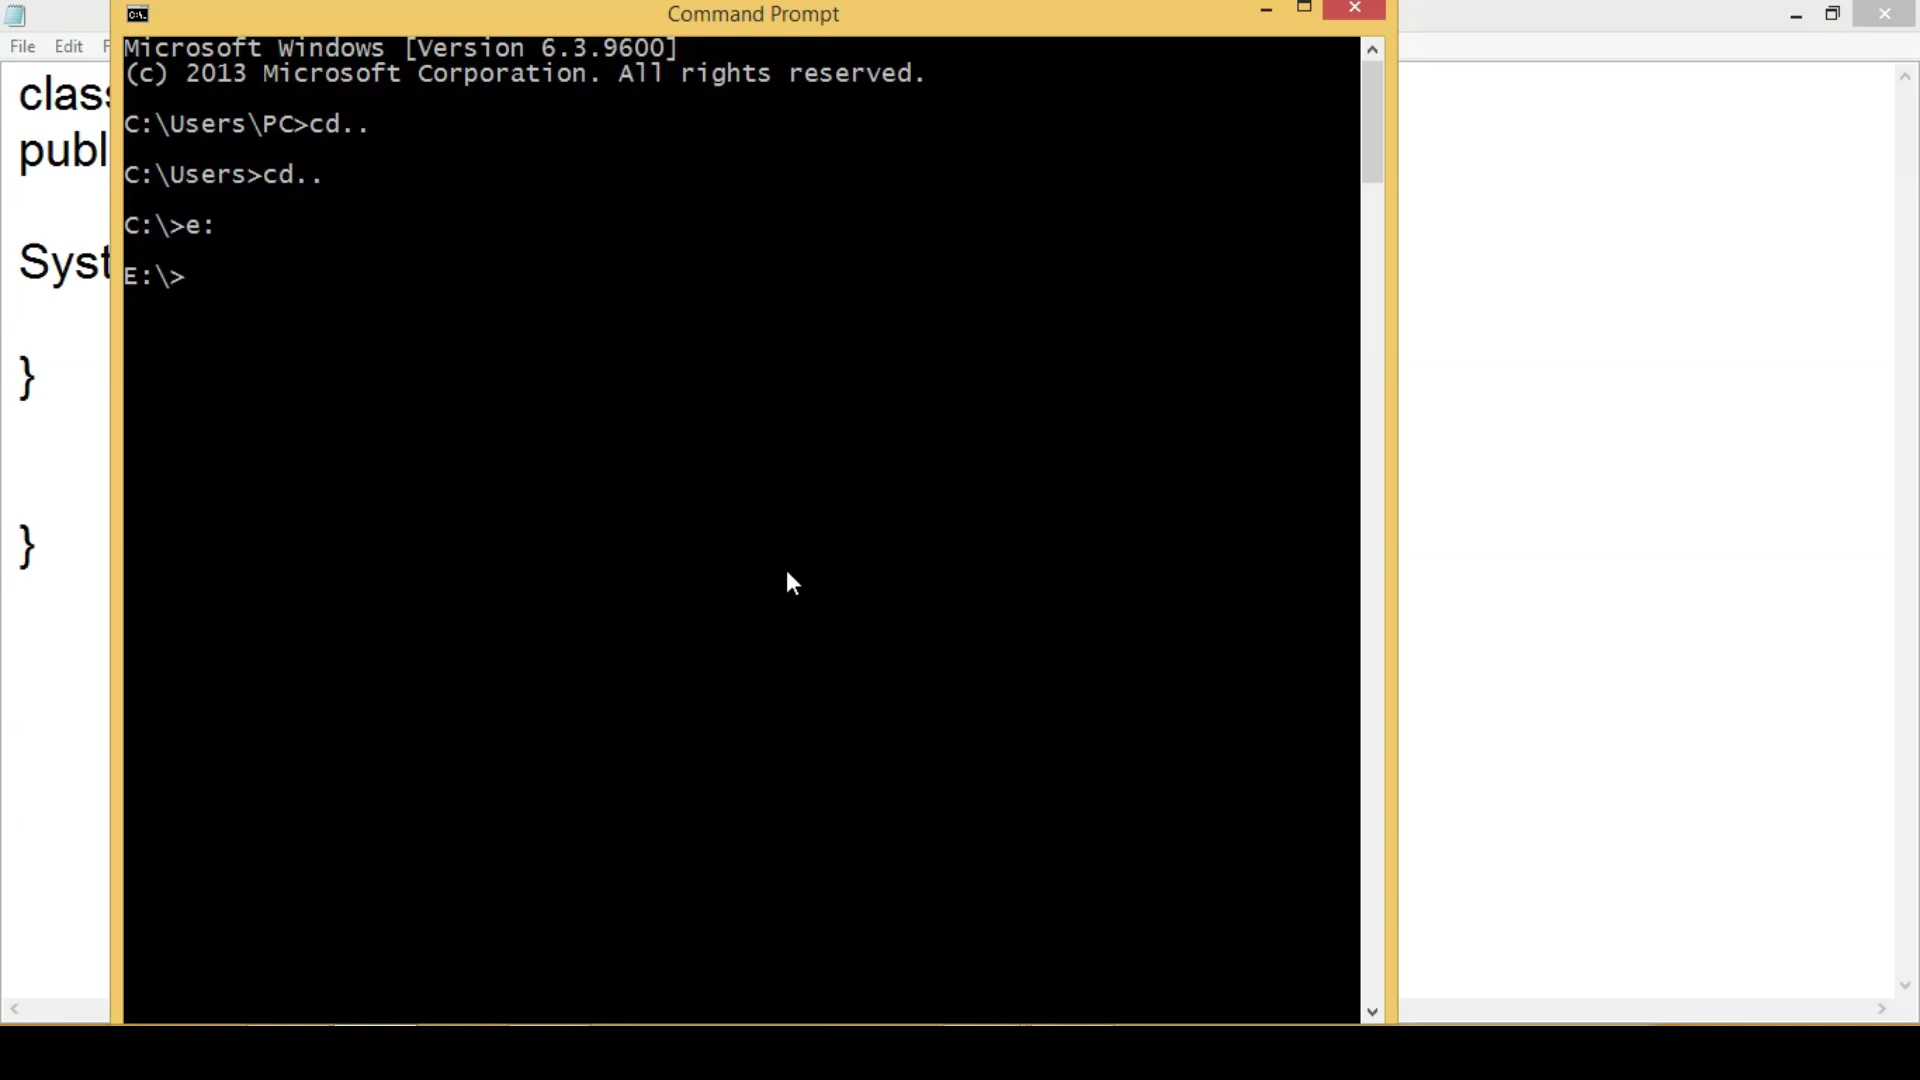 Command Prompt
File Edit
Microsoft Windows [Version 6.3.9600]
(c) 2013 Microsoft Corporation. All rights reserved.
C:\Users\PC>cd..
C:\Users>cd..
C:\>e:
E:\>
clas
publ
Syst
}
}